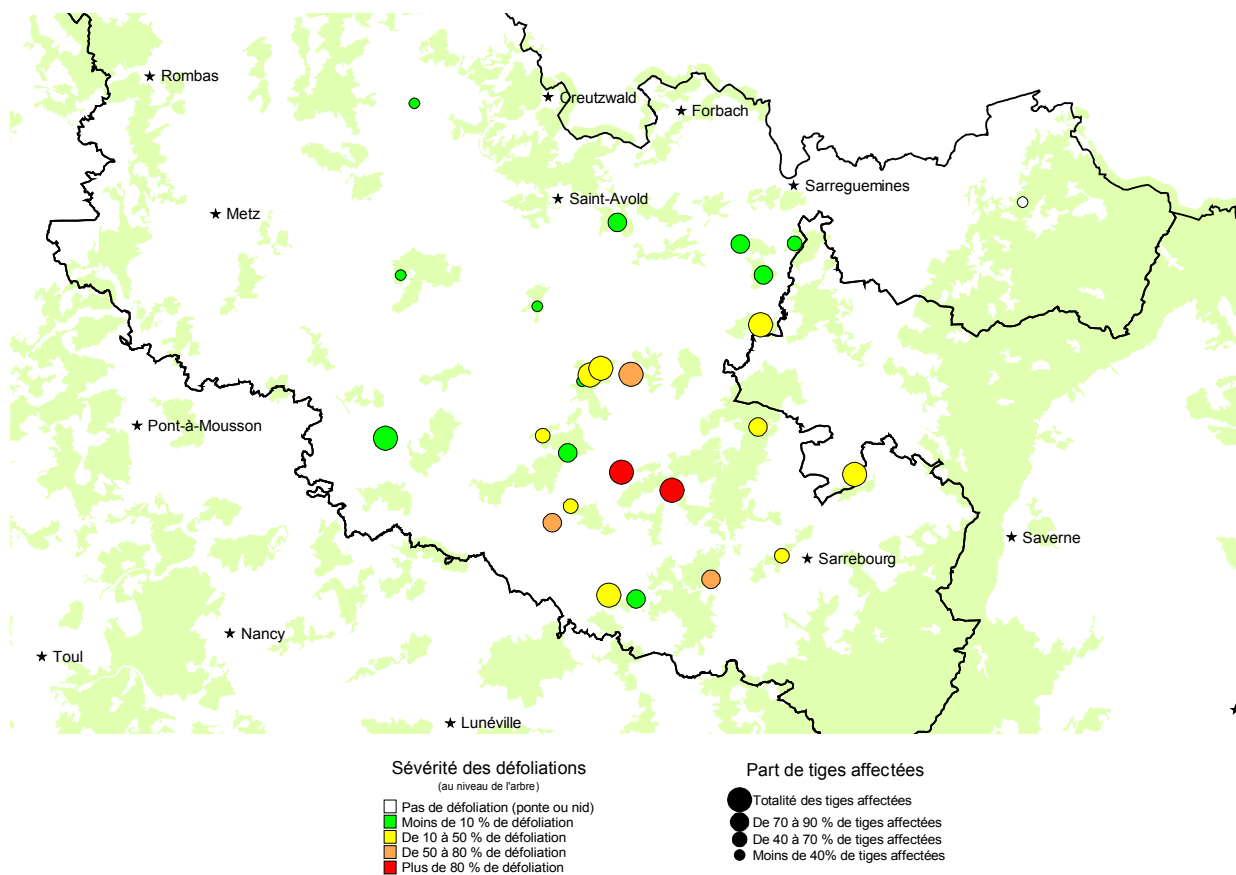 Rombas
Creutzwald
Forbach
Sarreguemines
Saint-Avold
Metz
Pont-à-Mousson
Saverne
Sarrebourg
Nancy
Toul
Lunéville
Sévérité des défoliations
(au niveau de l'arbre)
Pas de défoliation (ponte ou nid)
Moins de 10 % de défoliation
De 10 à 50 % de défoliation
De 50 à 80 % de défoliation
Plus de 80 % de défoliation
Part de tiges affectées
Totalité des tiges affectées
De 70 à 90 % de tiges affectées
De 40 à 70 % de tiges affectées
Moins de 40% de tiges affectées